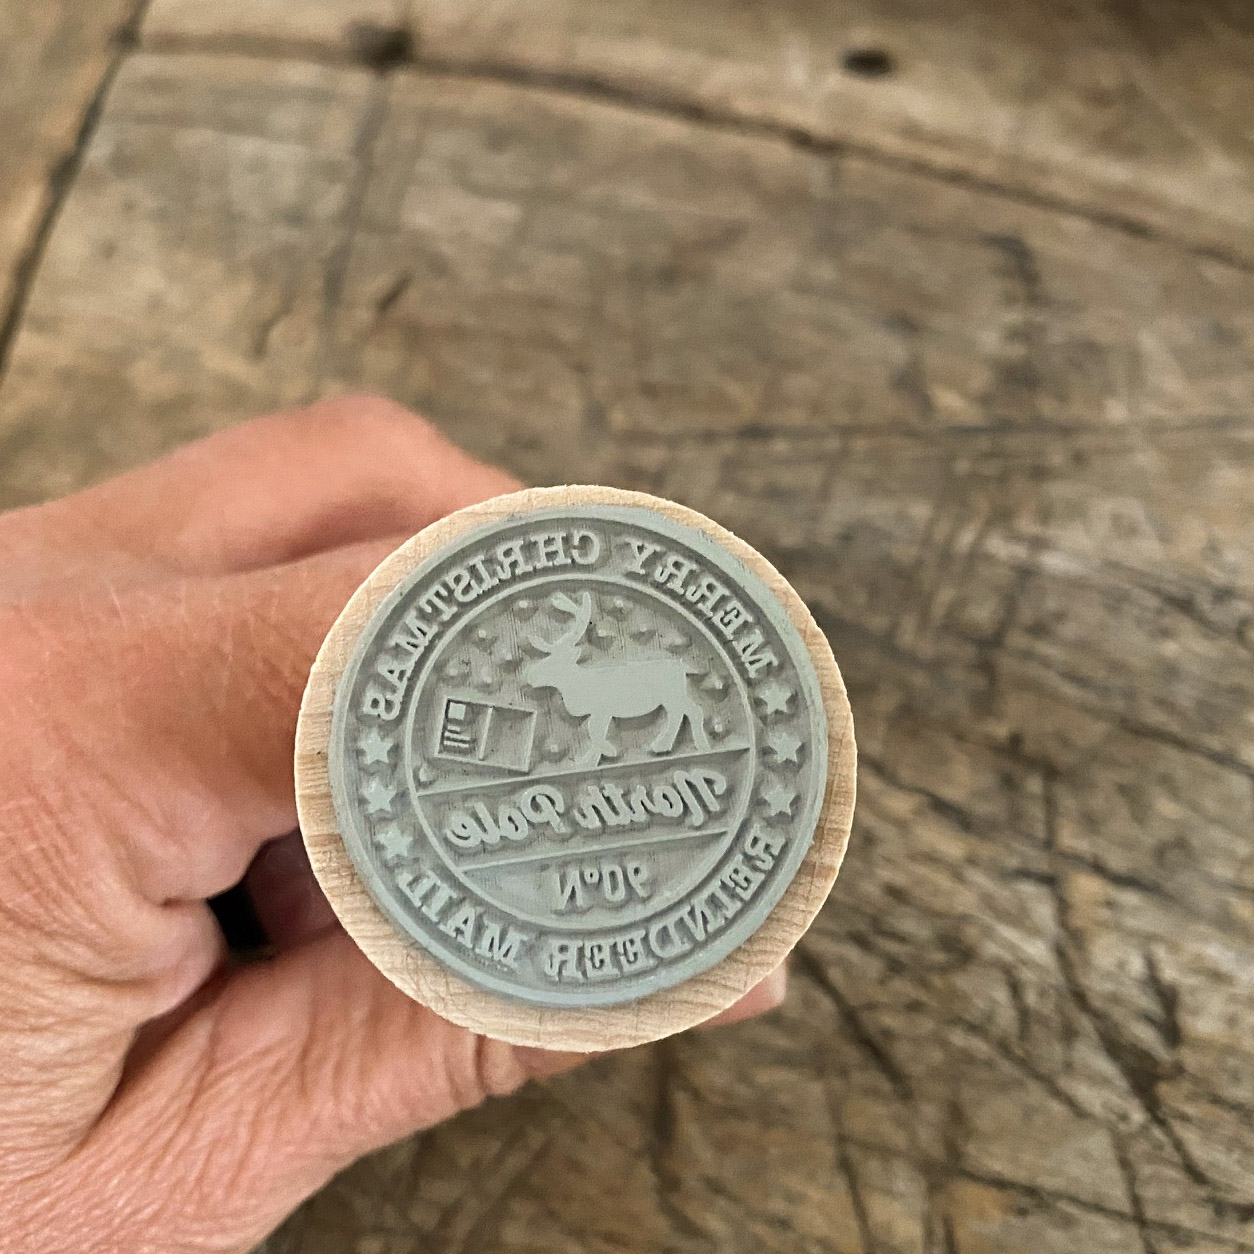 MERRY CHRISTMAS
North Pole
90°N
REINDEER MAIL